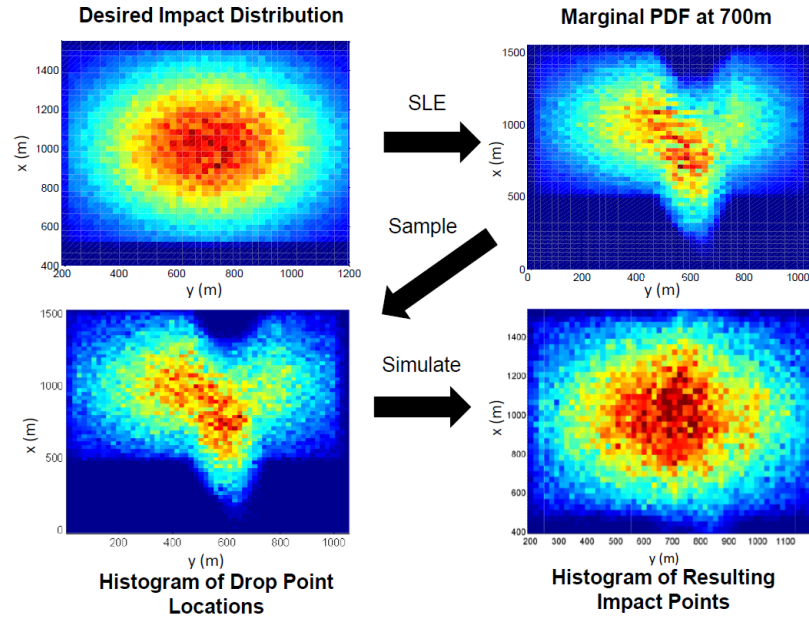 Desired Impact Distribution
1400
1200
1000
800
600
400
200
400
600
800
1000
1200
x (m)
y (m)
SLE
Marginal PDF at 700m
1500
1000
500
0
0
200
400
600
800
1000
x (m)
y (m)
Sample
1500
1000
500
0
200
400
600
800
1000
x (m)
y (m)
Histogram of Drop Point
Locations
Simulate
1400
1200
1000
800
600
400
200
300
400
500
600
700
800
900
1000
1100
x (m)
y (m)
Histogram of Resulting
Impact Points